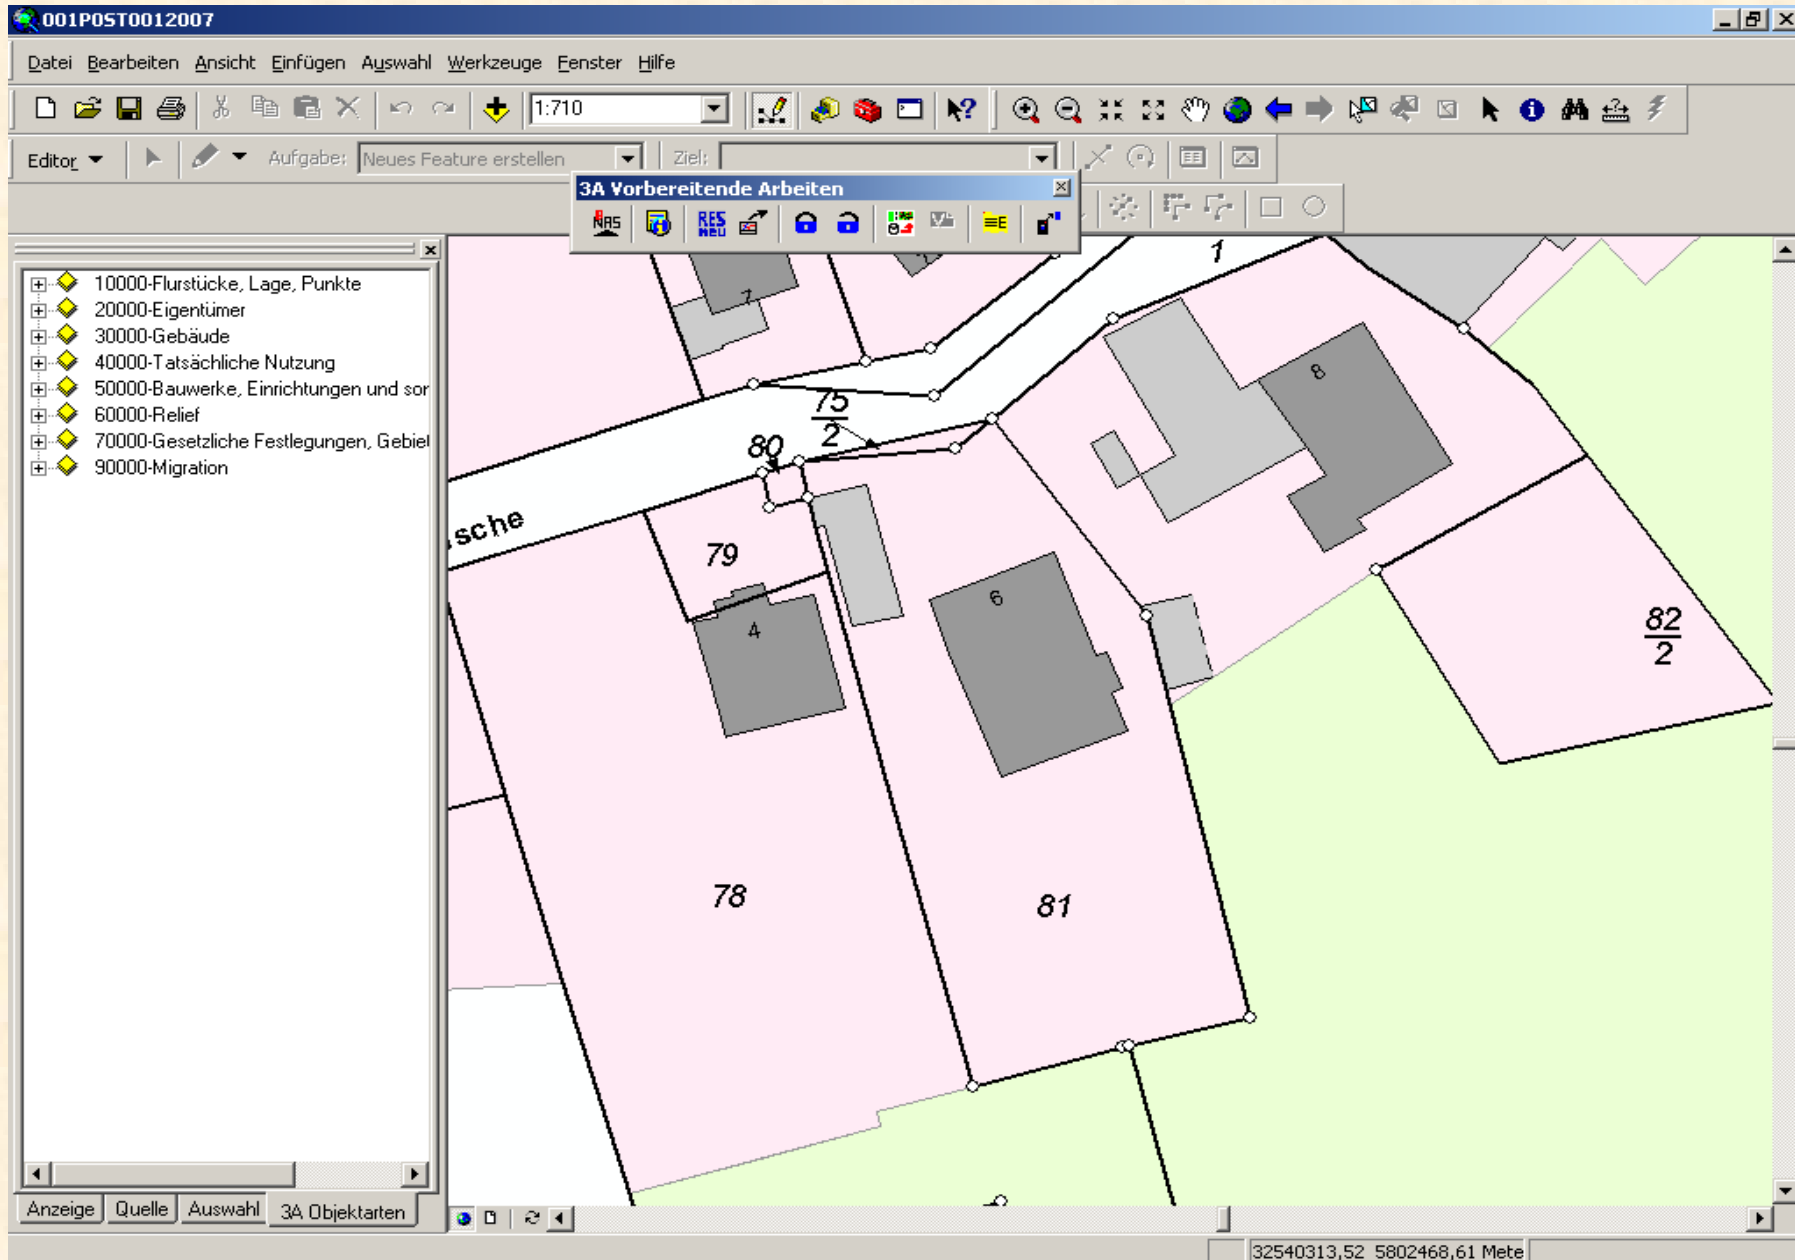 001POST0012007
Datei Bearbeiten Ansicht Einfügen Auswahl Werkzeuge Fenster Hilfe
1:710
Editor Aufgabe: Neues Feature erstellen Ziel:
3A Vorbereitende Arbeiten
NAS
RES
NEU
=E
10000-Flurstücke, Lage, Punkte
20000-Eigentümer
30000-Gebäude
40000-Tatsächliche Nutzung
50000-Bauwerke, Einrichtungen und sor
60000-Relief
70000-Gesetzliche Festlegungen, Gebiel
90000-Migration
1
7
8
75
2
80
sche
79
6
4
82
2
78
81
Anzeige Quelle Auswahl 3A Objektarten
32540313,52 5802468,61 Mete